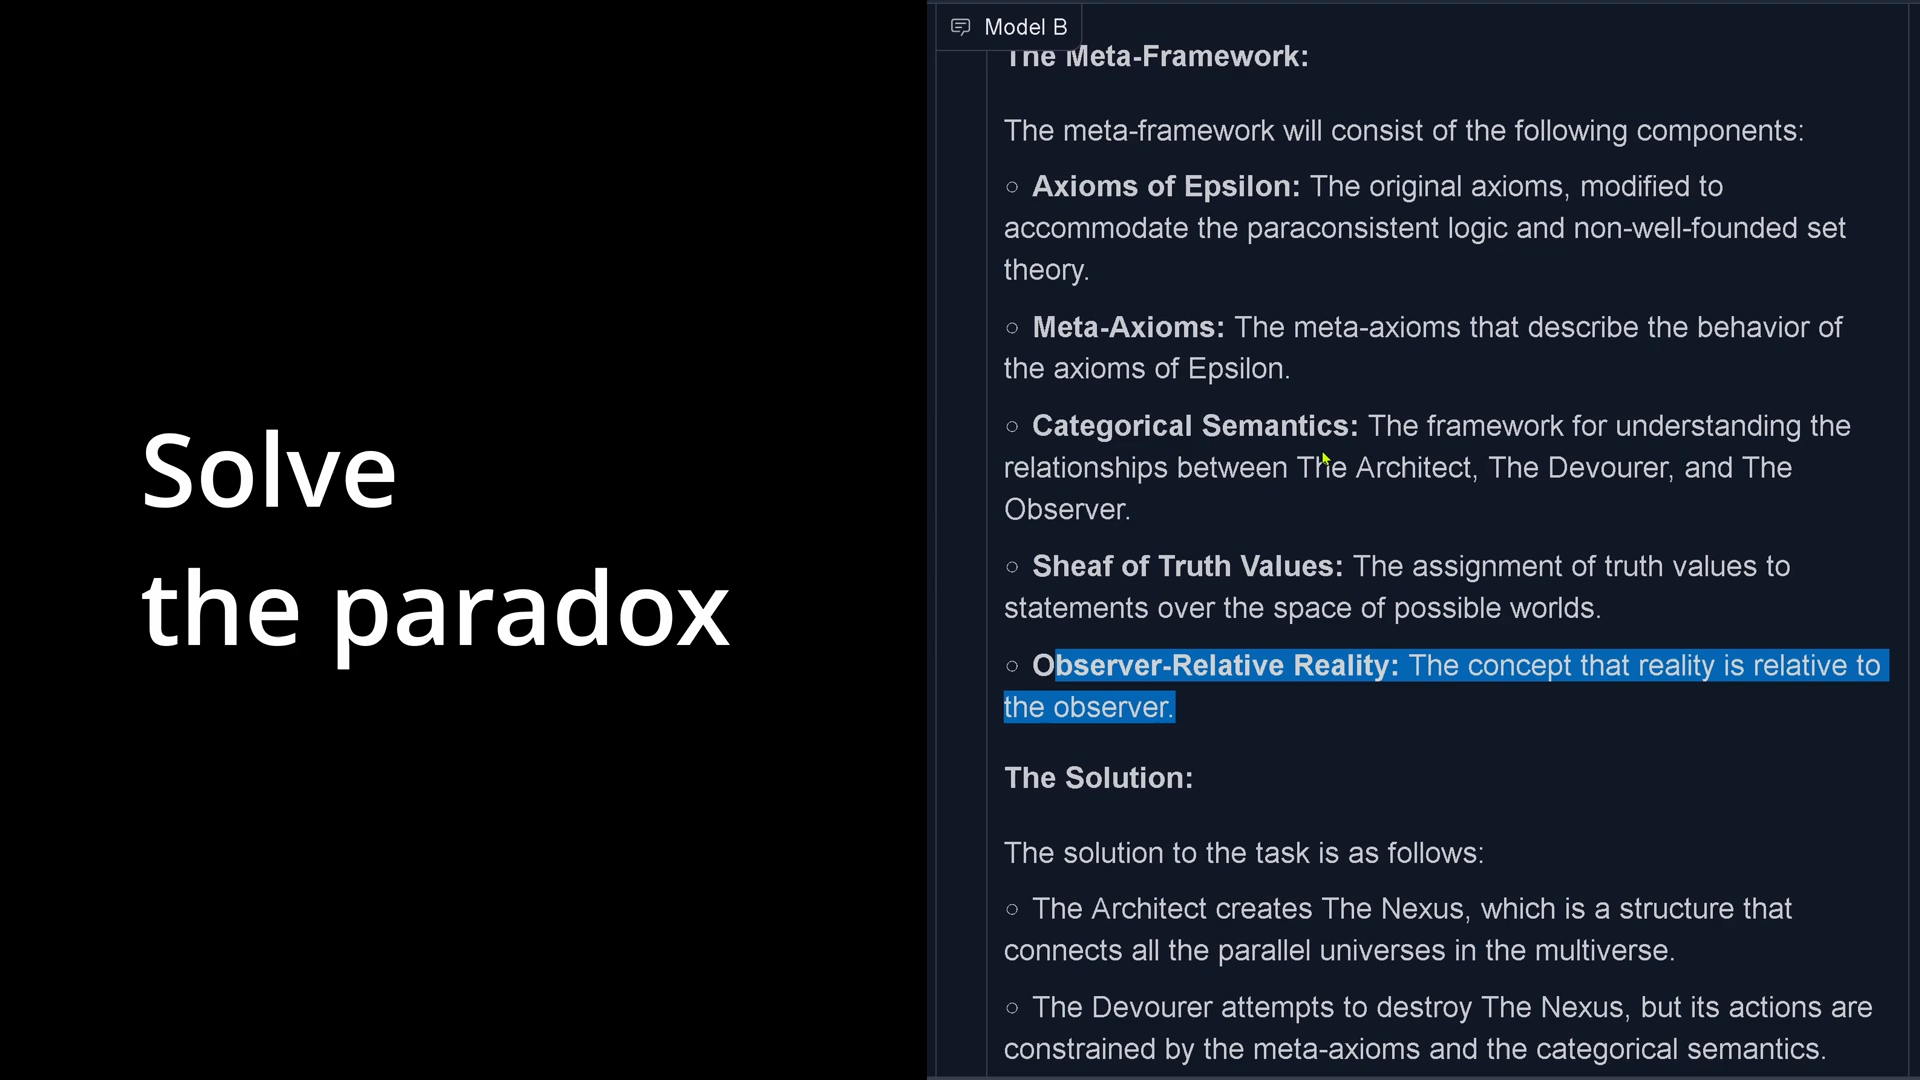 Solve
the paradox
Model B
The Meta-Framework:
The meta-framework will consist of the following components:
○ Axioms of Epsilon: The original axioms, modified to
accommodate the paraconsistent logic and non-well-founded set
theory.
○ Meta-Axioms: The meta-axioms that describe the behavior of
the axioms of Epsilon.
○ Categorical Semantics: The framework for understanding the
relationships between The Architect, The Devourer, and The
Observer.
○ Sheaf of Truth Values: The assignment of truth values to
statements over the space of possible worlds.
○ Observer-Relative Reality: The concept that reality is relative to
the observer.
The Solution:
The solution to the task is as follows:
○ The Architect creates The Nexus, which is a structure that
connects all the parallel universes in the multiverse.
○ The Devourer attempts to destroy The Nexus, but its actions are
constrained by the meta-axioms and the categorical semantics.